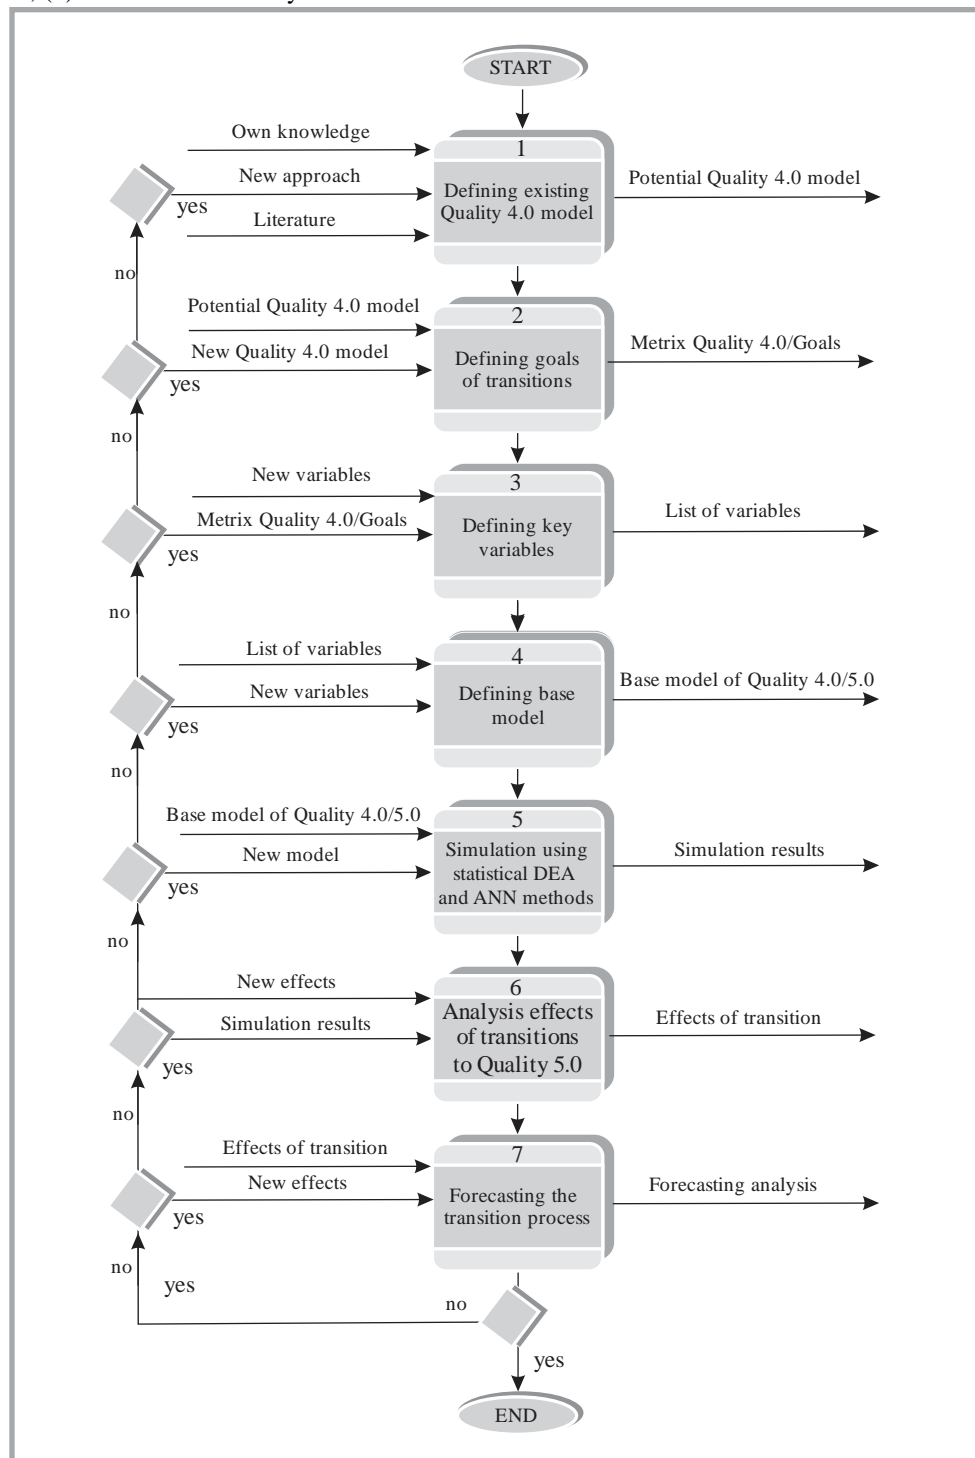 START
Own knowledge
1
New approach
yes
Defining existing
Quality 4.0 model
Potential Quality 4.0 model
Literature
no
Potential Quality 4.0 model
2
New Quality 4.0 model
yes
Defining goals
of transitions
Metrix Quality 4.0/Goals
no
New variables
3
Metrix Quality 4.0/Goals
yes
Defining key
variables
List of variables
no
List of variables
4
New variables
yes
Defining base
model
Base model of Quality 4.0/5.0
no
Base model of Quality 4.0/5.0
5
New model
yes
Simulation using
statistical DEA
and ANN methods
Simulation results
no
New effects
6
Simulation results
yes
Analysis effects
of transitions
to Quality 5.0
Effects of transition
no
Effects of transition
7
New effects
yes
Forecasting the
transition process
Forecasting analysis
no
yes
no
yes
END